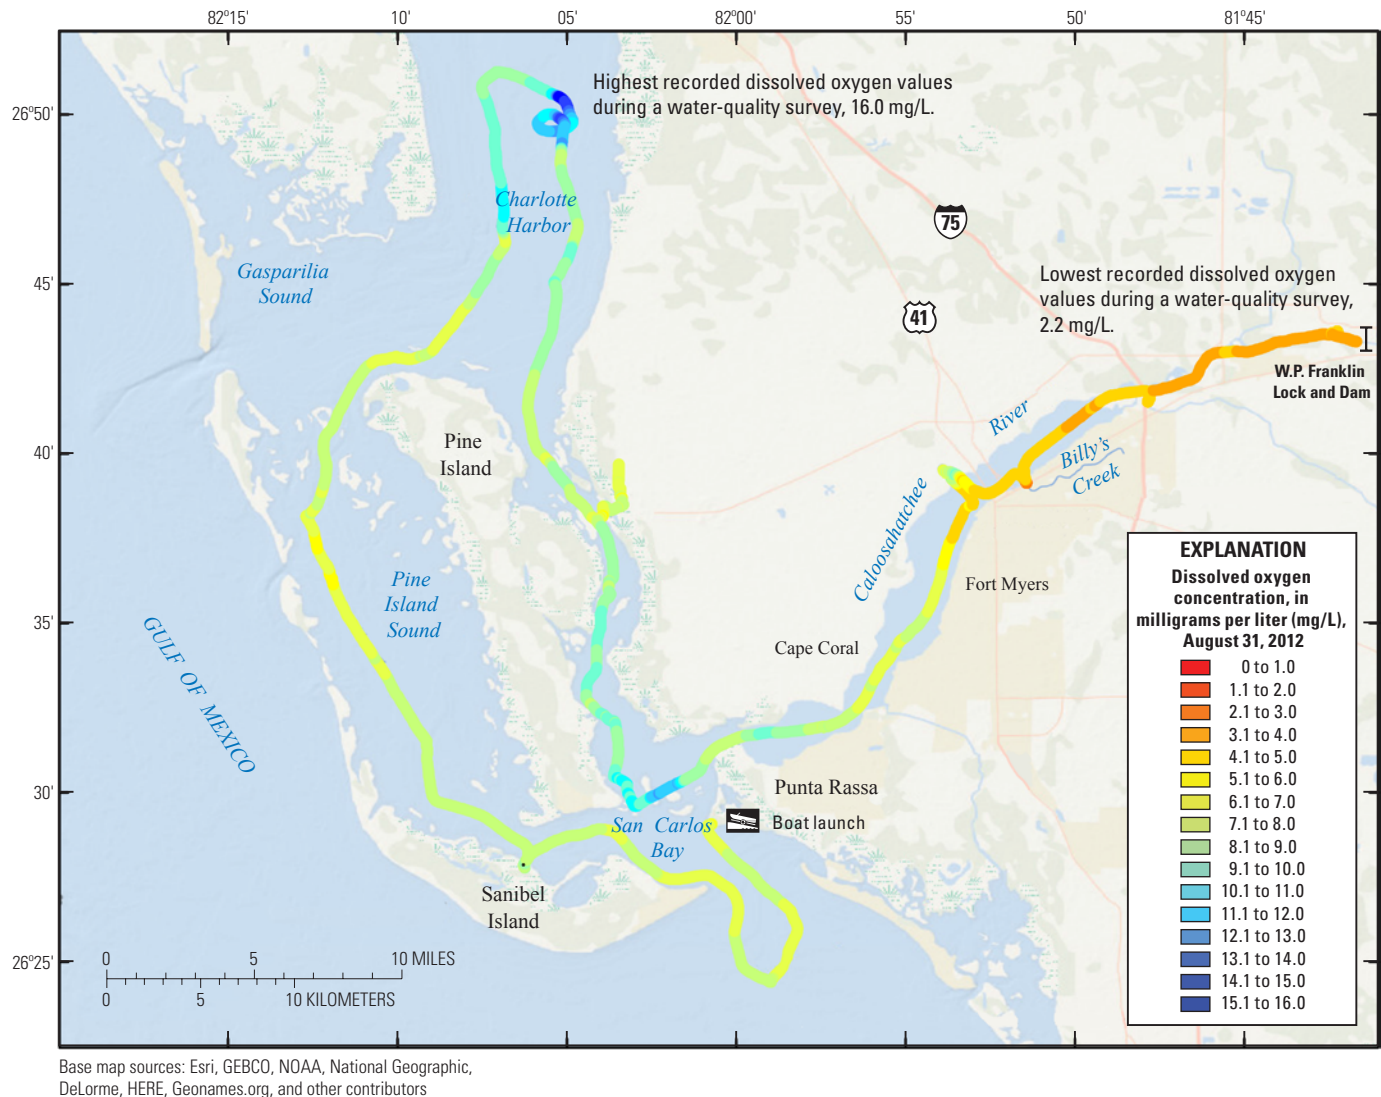 82°15'
10'
05'
82°00'
55'
50'
81°45'
26°50'
45'
40'
35'
30'
26°25'
Highest recorded dissolved oxygen values
during a water-quality survey, 16.0 mg/L.
Charlotte
Harbor
75
Gasparilia
Sound
41
Lowest recorded dissolved oxygen
values during a water-quality survey,
2.2 mg/L.
W.P. Franklin
Lock and Dam
River
Billy's
Creek
Pine
Island
Caloosahatchee
Fort Myers
Pine
Island
Sound
GULF OF MEXICO
Cape Coral
Punta Rassa
San Carlos
Bay
Boat launch
Sanibel
Island
0 5 10 MILES
0 5 10 KILOMETERS
EXPLANATION
Dissolved oxygen
concentration, in
milligrams per liter (mg/L),
August 31, 2012
0 to 1.0
1.1 to 2.0
2.1 to 3.0
3.1 to 4.0
4.1 to 5.0
5.1 to 6.0
6.1 to 7.0
7.1 to 8.0
8.1 to 9.0
9.1 to 10.0
10.1 to 11.0
11.1 to 12.0
12.1 to 13.0
13.1 to 14.0
14.1 to 15.0
15.1 to 16.0
Base map sources: Esri, GEBCO, NOAA, National Geographic,
DeLorme, HERE, Geonames.org, and other contributors